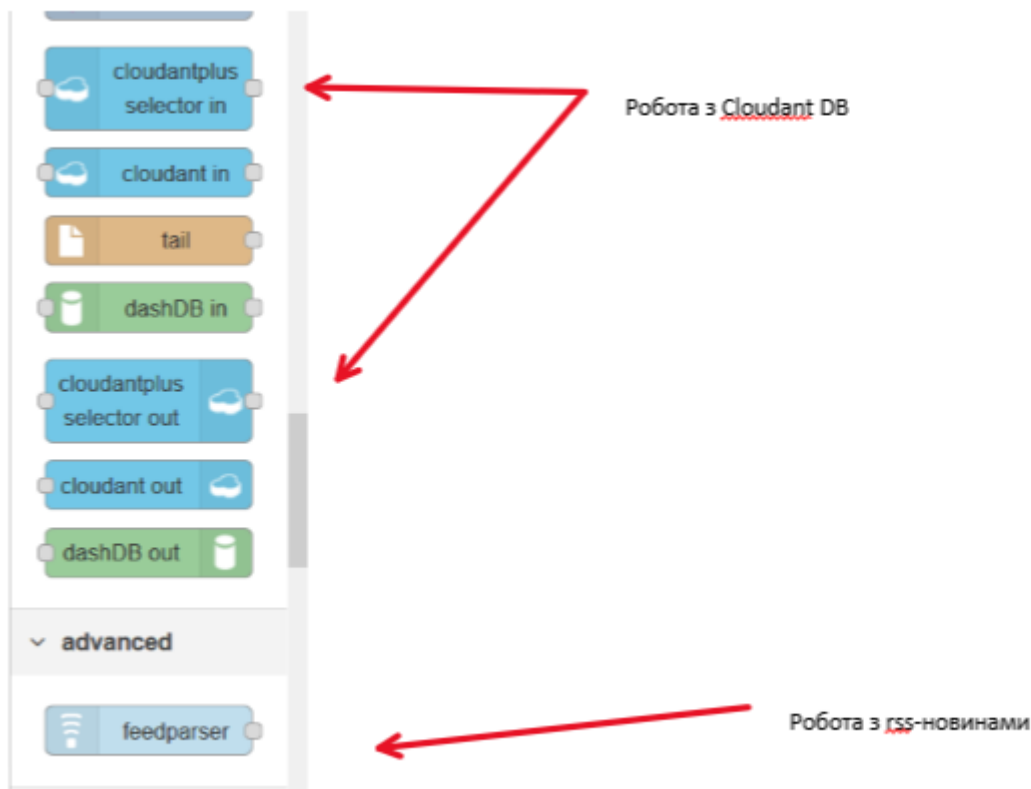 cloudantplus
selector in
Робота з Cloudant DB
cloudant in
tail
dashDB in
cloudantplus
selector out
cloudant out
dashDB out
advanced
feedparser
Робота з rss-новинами